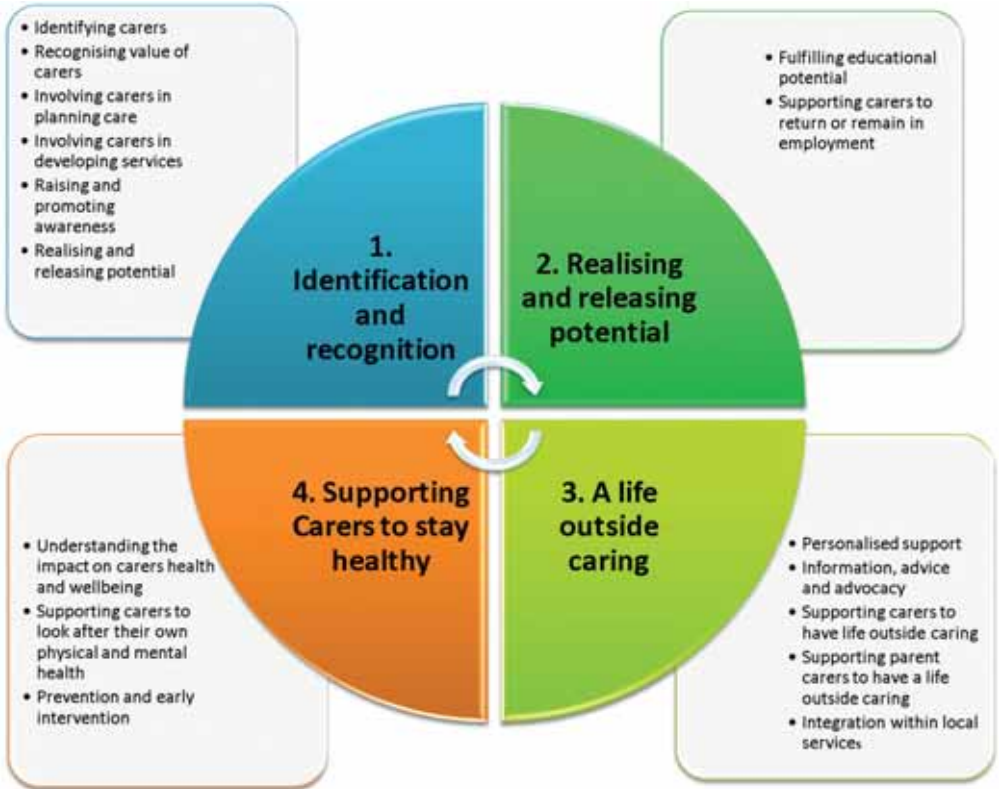 • Identifying carers
• Recognising value of
carers
• Involving carers in
planning care
• Involving carers in
developing services
• Raising and
promoting
awareness
• Realising and
releasing potential
• Fulfilling educational
potential
• Supporting carers to
return or remain in
employment
1.
Identification
and
recognition
2. Realising
and releasing
potential
4. Supporting
Carers to stay
healthy
3. A life
outside
caring
• Understanding the
impact on carers health
and wellbeing
• Supporting carers to
look after their own
physical and mental
health
• Prevention and early
intervention
• Personalised support
• Information, advice
and advocacy
• Supporting carers to
have life outside caring
• Supporting parent
carers to have a life
outside caring
• Integration within local
services